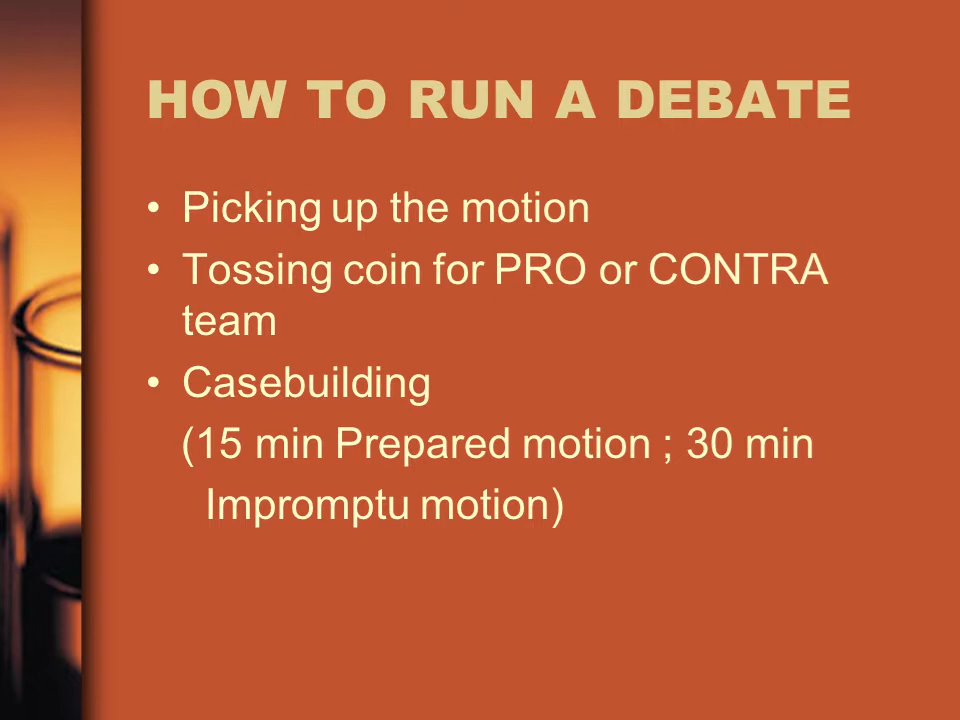 HOW TO RUN A DEBATE
• Picking up the motion
• Tossing coin for PRO or CONTRA
team
• Casebuilding
(15 min Prepared motion ; 30 min
Impromptu motion)